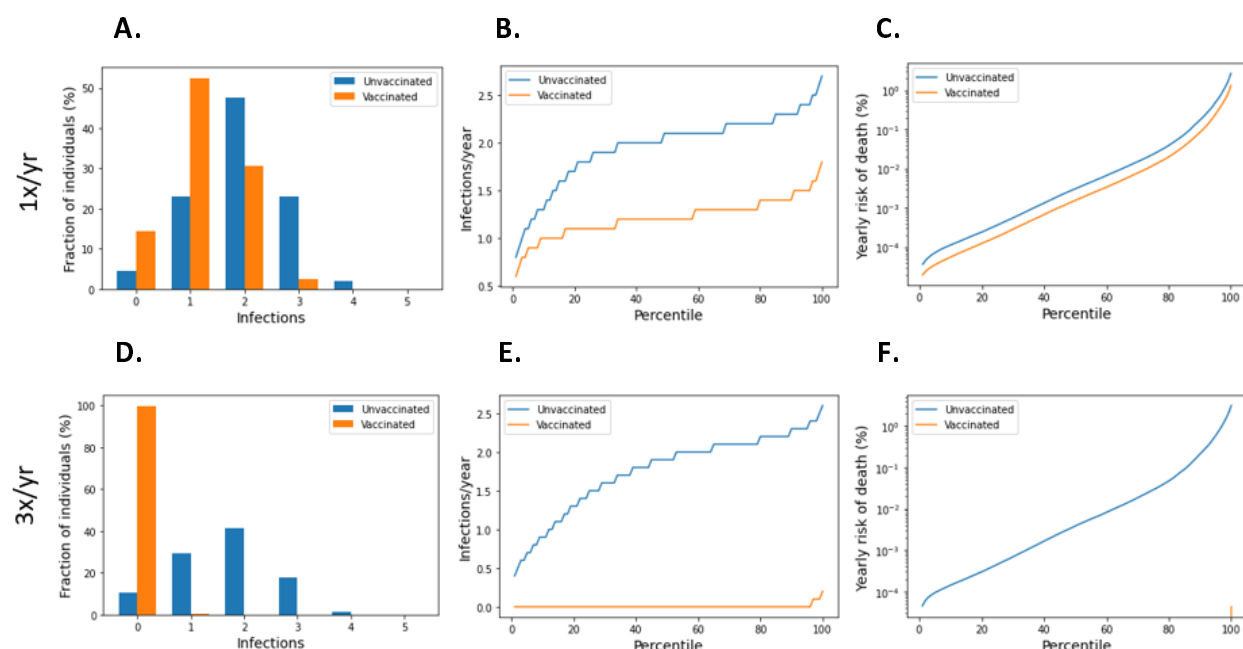 A.
B.
C.
1x/yr
Fraction of individuals (%)
50
40
30
20
10
0
Unvaccinated
Vaccinated
0 1 2 3 4 5
Infections
Infections/year
2.5
2.0
1.5
1.0
0.5
Unvaccinated
Vaccinated
0 20 40 60 80 100
Percentile
Yearly risk of death (%)
10⁰
10⁻¹
10⁻²
10⁻³
10⁻⁴
Unvaccinated
Vaccinated
0 20 40 60 80 100
Percentile
D.
E.
F.
3x/yr
Fraction of individuals (%)
100
80
60
40
20
0
Unvaccinated
Vaccinated
0 1 2 3 4 5
Infections
Infections/year
2.5
2.0
1.5
1.0
0.5
0.0
Unvaccinated
Vaccinated
0 20 40 60 80 100
Percentile
Yearly risk of death (%)
10⁰
10⁻¹
10⁻²
10⁻³
10⁻⁴
Unvaccinated
Vaccinated
0 20 40 60 80 100
Percentile